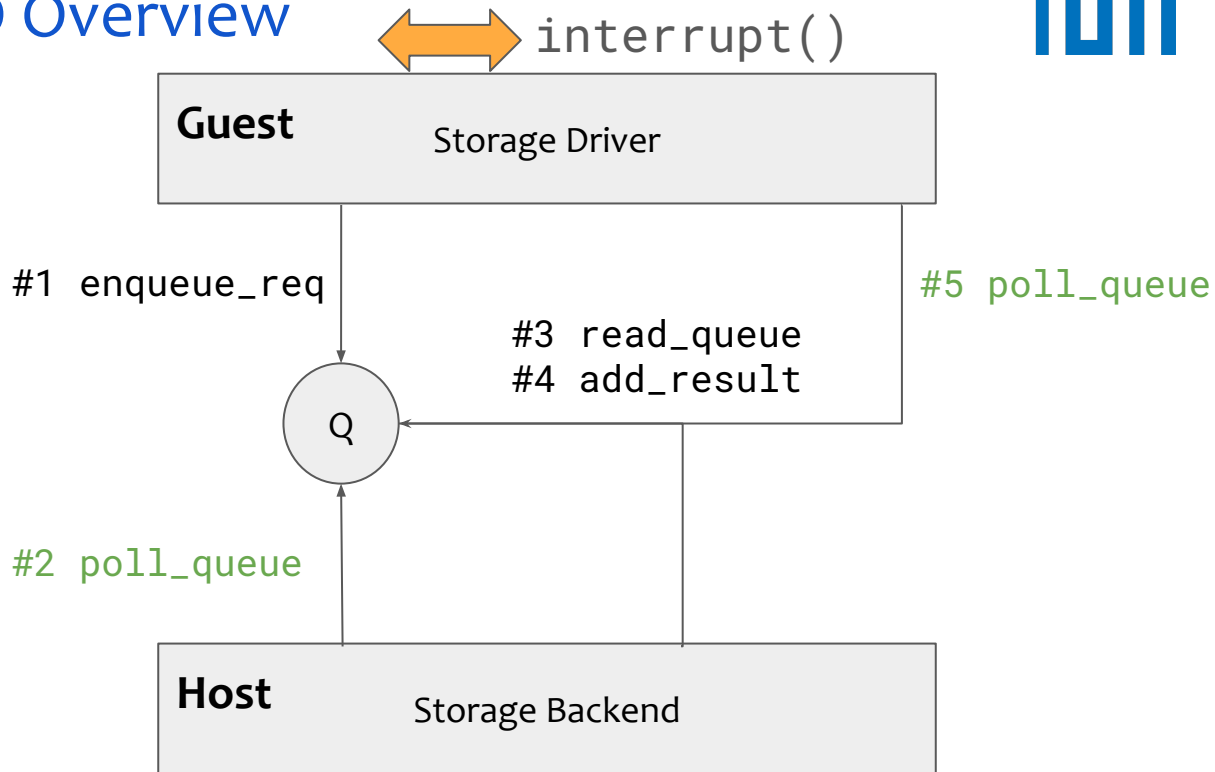 Overview
interrupt()
Guest
Storage Driver
#1 enqueue_req
#5 poll_queue
#3 read_queue
#4 add_result
Q
#2 poll_queue
Host
Storage Backend